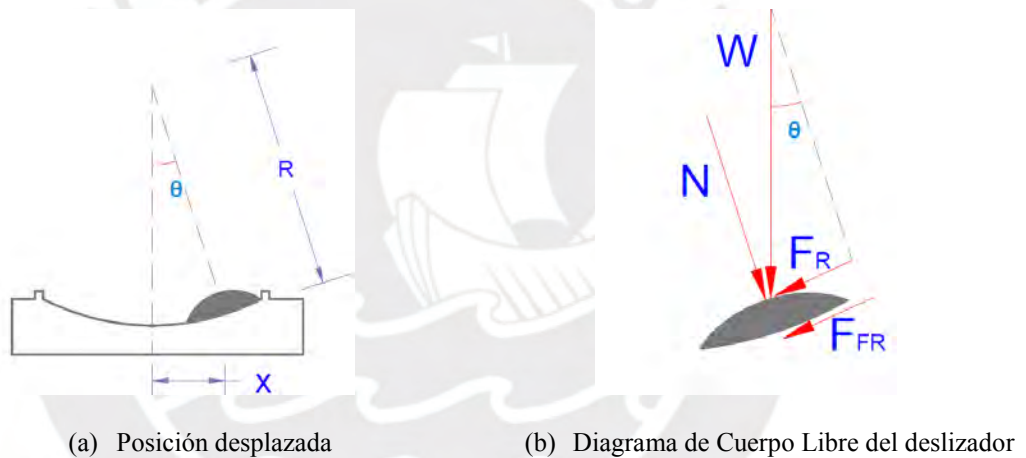 θ
R
X
W
θ
N
FR
FFR
(a) Posición desplazada
(b) Diagrama de Cuerpo Libre del deslizador